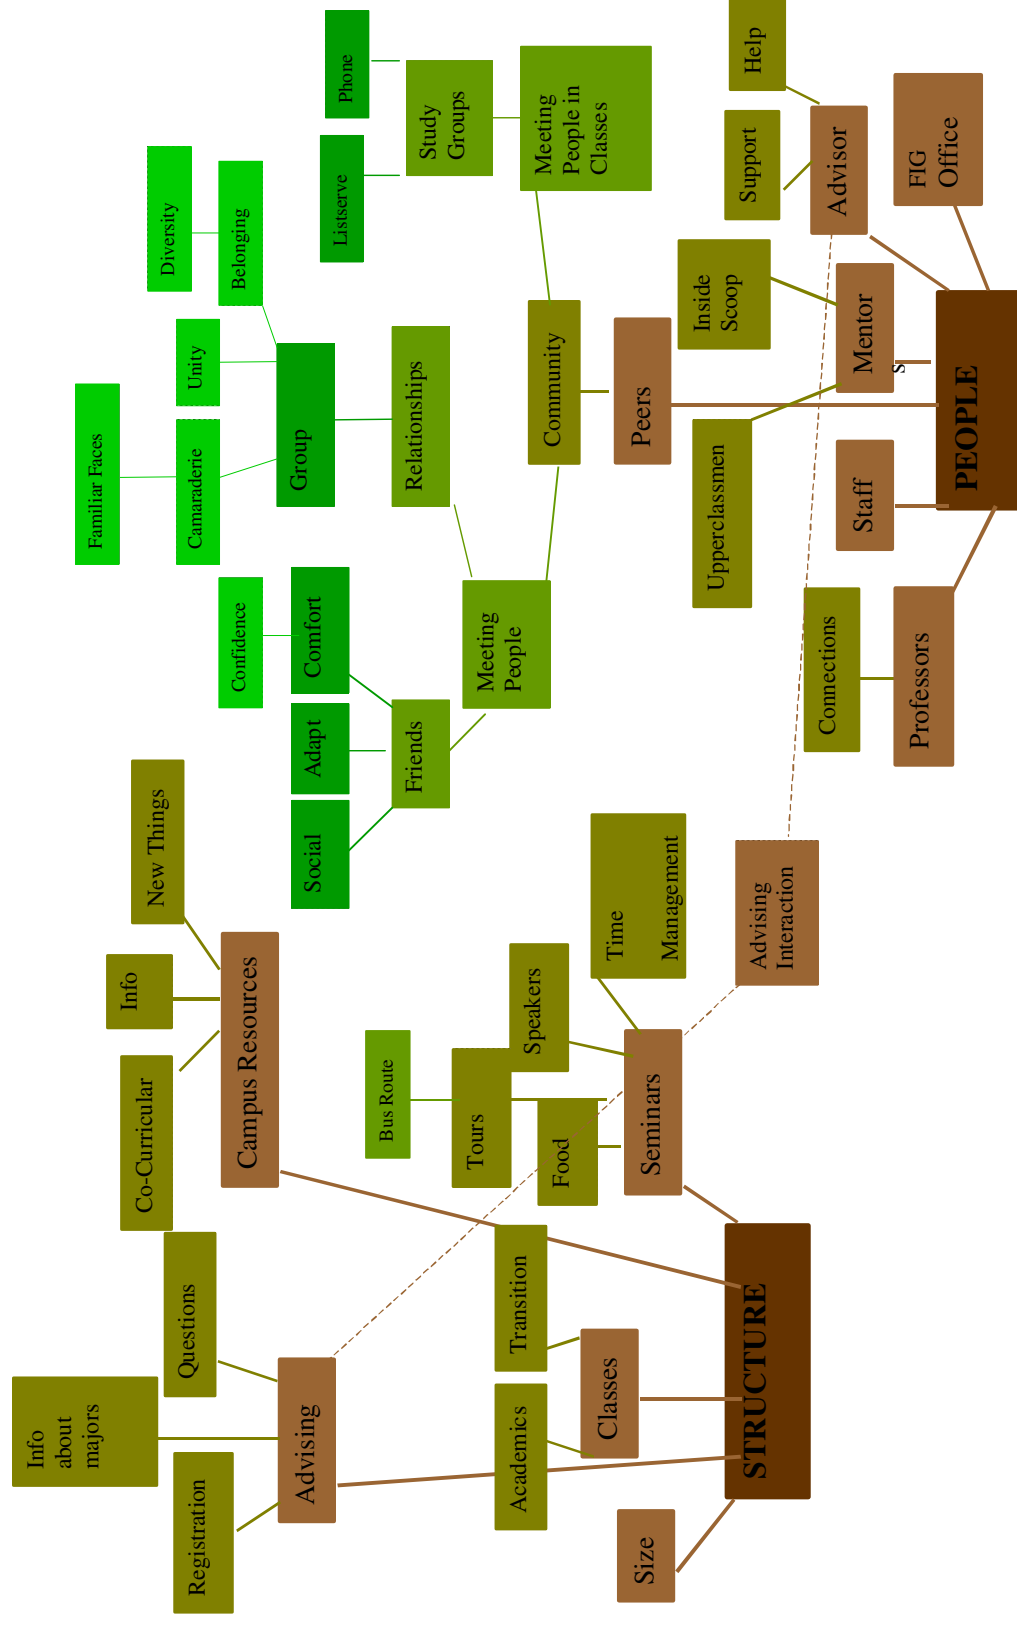 Info
about
majors
Familiar Faces
Co-Curricular
Info
New Things
Diversity
Registration
Questions
Camaraderie
Unity
Campus Resources
Confidence
Belonging
Advising
Social
Adapt
Comfort
Group
Listserve
Phone
Bus Route
Friends
Relationships
Study
Groups
Tours
Meeting
People
Academics
Transition
Speakers
Food
Community
Meeting
People in
Classes
Classes
Time
Management
Size
Seminars
Peers
Inside
Scoop
Upperclassmen
Support
Help
Advising
Interaction
Connections
Advisor
Staff
Mentor
s
Professors
FIG
Office
STRUCTURE
PEOPLE